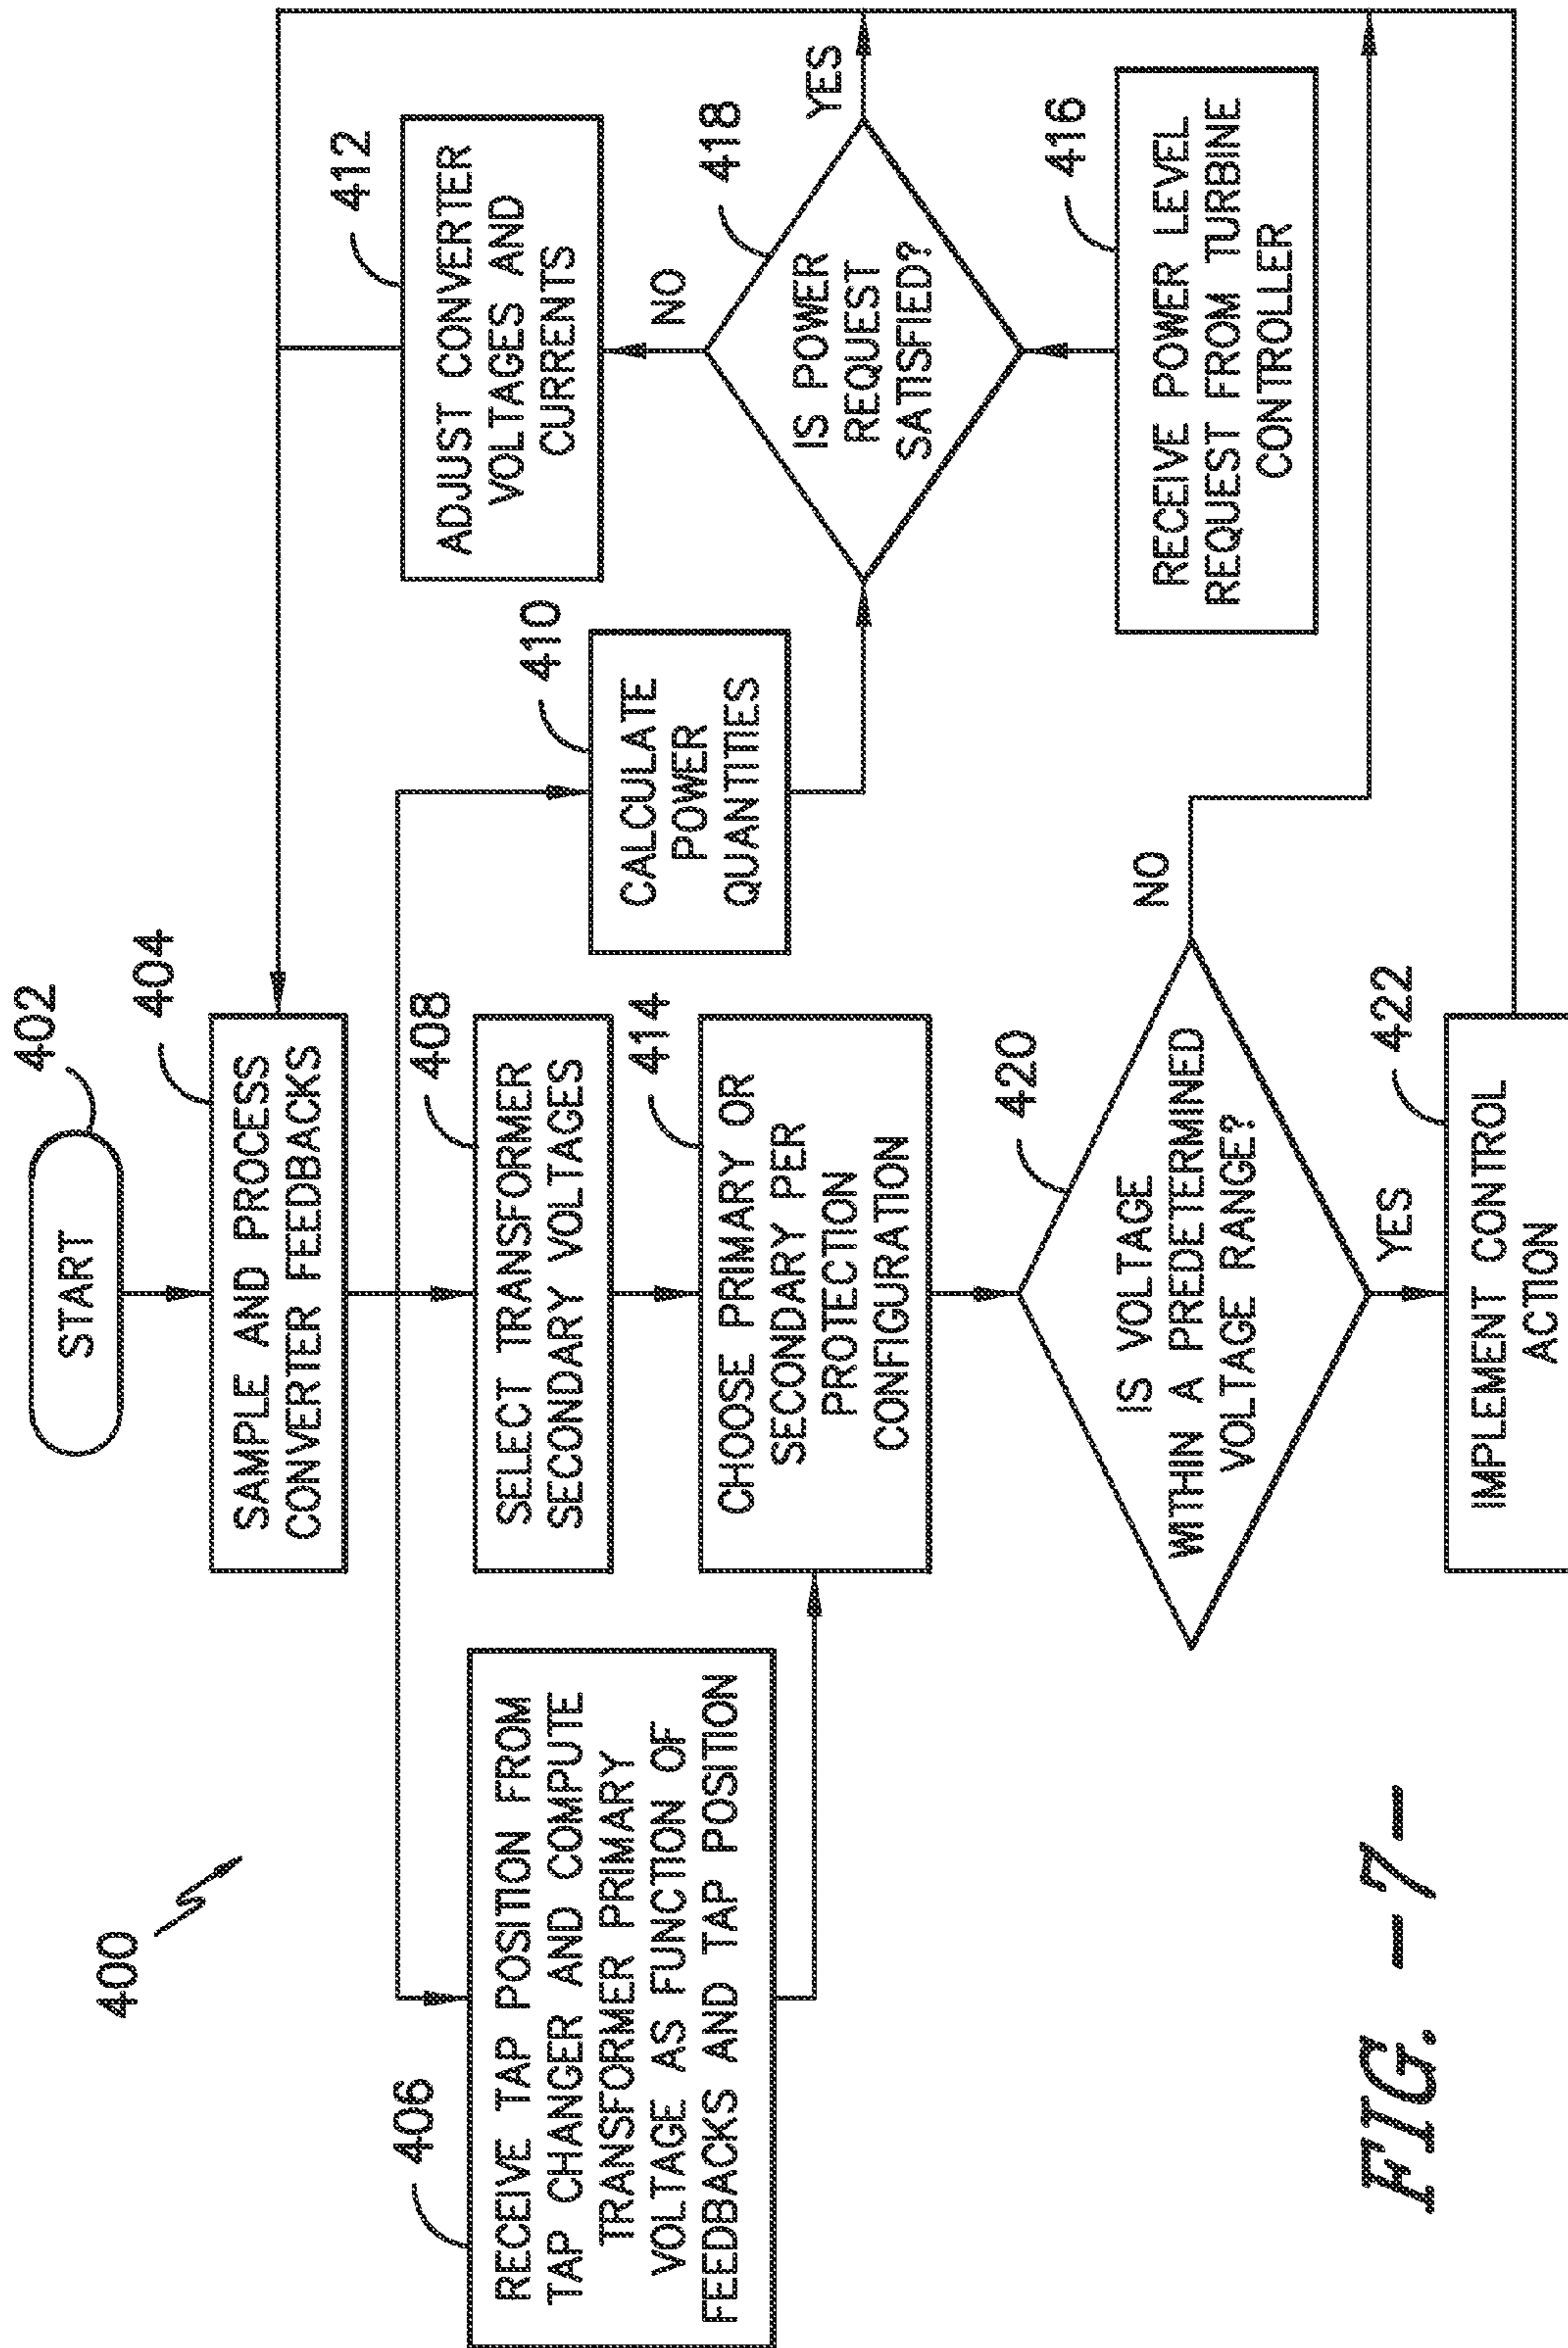 400
START
402
SAMPLE AND PROCESS
CONVERTER FEEDBACKS
404
RECEIVE TAP POSITION FROM
TAP CHANGER AND COMPUTE
TRANSFORMER PRIMARY
VOLTAGE AS FUNCTION OF
FEEDBACKS AND TAP POSITION
406
SELECT TRANSFORMER
SECONDARY VOLTAGES
408
CALCULATE
POWER
QUANTITIES
410
ADJUST CONVERTER
VOLTAGES AND
CURRENTS
412
CHOOSE PRIMARY OR
SECONDARY PER
PROTECTION
CONFIGURATION
414
NO
IS POWER
REQUEST
SATISFIED?
418
YES
RECEIVE POWER LEVEL
REQUEST FROM TURBINE
CONTROLLER
416
IS VOLTAGE
WITHIN A PREDETERMINED
VOLTAGE RANGE?
420
NO
YES
IMPLEMENT CONTROL
ACTION
422
FIG. -7-